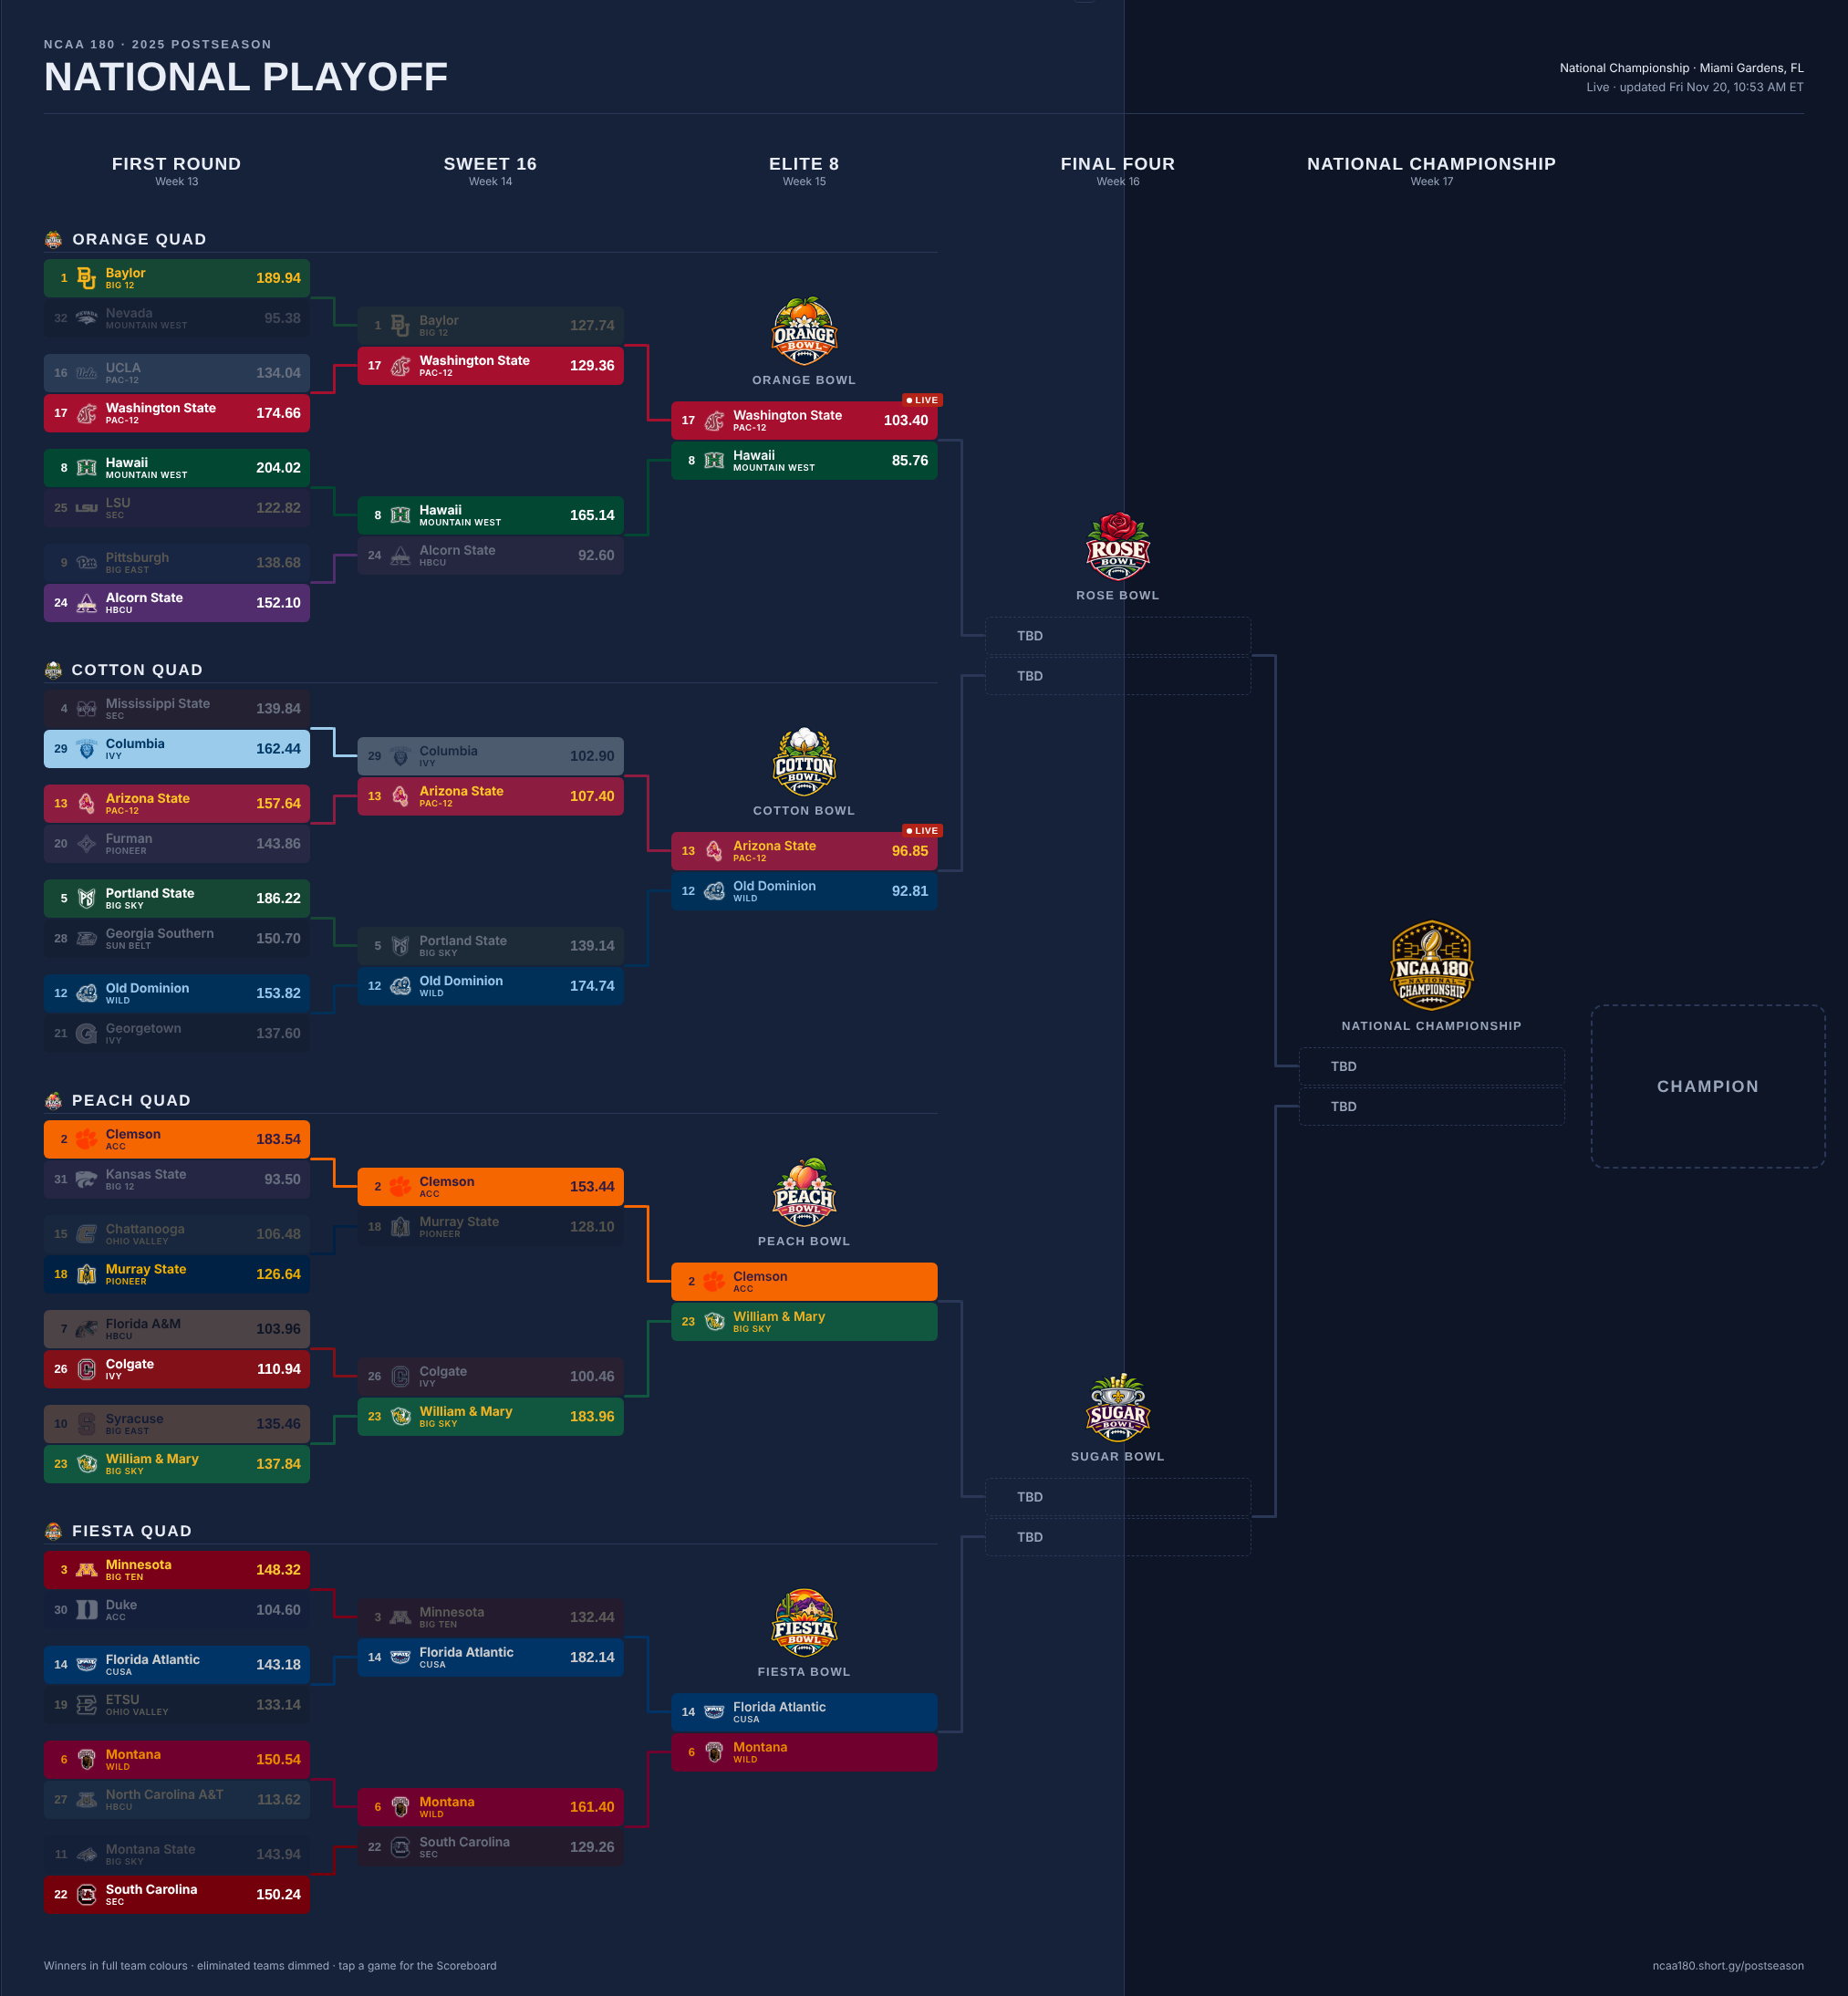 NCAA 180 · 2025 POSTSEASON
NATIONAL PLAYOFF
National Championship · Miami Gardens, FL
Live · updated Fri Nov 20, 10:53 AM ET
FIRST ROUND
Week 13
SWEET 16
Week 14
ELITE 8
Week 15
FINAL FOUR
Week 16
NATIONAL CHAMPIONSHIP
Week 17
ORANGE QUAD
1 Baylor 189.94
BIG 12
32 Nevada 95.38
MOUNTAIN WEST
16 UCLA 134.04
PAC-12
17 Washington State 174.66
PAC-12
8 Hawaii 204.02
MOUNTAIN WEST
25 LSU 122.82
SEC
9 Pittsburgh 138.68
BIG EAST
24 Alcorn State 152.10
HBCU
1 Baylor 127.74
BIG 12
17 Washington State 129.36
PAC-12
8 Hawaii 165.14
MOUNTAIN WEST
24 Alcorn State 92.60
HBCU
ORANGE BOWL
ORANGE BOWL
LIVE
17 Washington State 103.40
PAC-12
8 Hawaii 85.76
MOUNTAIN WEST
COTTON QUAD
4 Mississippi State 139.84
SEC
29 Columbia 162.44
IVY
13 Arizona State 157.64
PAC-12
20 Furman 143.86
PIONEER
5 Portland State 186.22
BIG SKY
28 Georgia Southern 150.70
SUN BELT
12 Old Dominion 153.82
WILD
21 Georgetown 137.60
IVY
29 Columbia 102.90
IVY
13 Arizona State 107.40
PAC-12
5 Portland State 139.14
BIG SKY
12 Old Dominion 174.74
WILD
COTTON BOWL
COTTON BOWL
LIVE
13 Arizona State 96.85
PAC-12
12 Old Dominion 92.81
WILD
ROSE BOWL
ROSE BOWL
TBD
TBD
PEACH QUAD
2 Clemson 183.54
ACC
31 Kansas State 93.50
BIG 12
15 Chattanooga 106.48
OHIO VALLEY
18 Murray State 126.64
PIONEER
7 Florida A&M 103.96
HBCU
26 Colgate 110.94
IVY
10 Syracuse 135.46
BIG EAST
23 William & Mary 137.84
BIG SKY
2 Clemson 153.44
ACC
18 Murray State 128.10
PIONEER
26 Colgate 100.46
IVY
23 William & Mary 183.96
BIG SKY
PEACH BOWL
PEACH BOWL
2 Clemson
ACC
23 William & Mary
BIG SKY
FIESTA QUAD
3 Minnesota 148.32
BIG TEN
30 Duke 104.60
ACC
14 Florida Atlantic 143.18
CUSA
19 ETSU 133.14
OHIO VALLEY
6 Montana 150.54
WILD
27 North Carolina A&T 113.62
HBCU
11 Montana State 143.94
BIG SKY
22 South Carolina 150.24
SEC
3 Minnesota 132.44
BIG TEN
14 Florida Atlantic 182.14
CUSA
6 Montana 161.40
WILD
22 South Carolina 129.26
SEC
FIESTA BOWL
FIESTA BOWL
14 Florida Atlantic
CUSA
6 Montana
WILD
SUGAR BOWL
SUGAR BOWL
TBD
TBD
NCAA 180
NATIONAL
CHAMPIONSHIP
NATIONAL CHAMPIONSHIP
TBD
TBD
CHAMPION
Winners in full team colours · eliminated teams dimmed · tap a game for the Scoreboard
ncaa180.short.gy/postseason